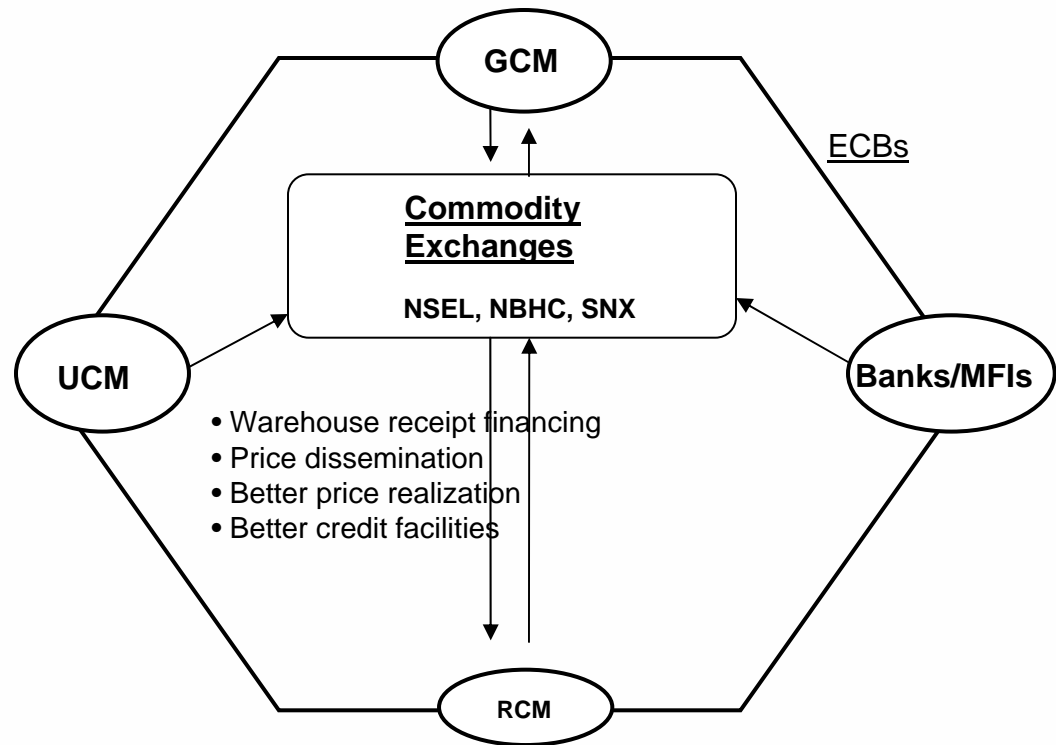 GCM
ECBs
Commodity
Exchanges
NSEL, NBHC, SNX
UCM
Banks/MFIs
• Warehouse receipt financing
• Price dissemination
• Better price realization
• Better credit facilities
RCM